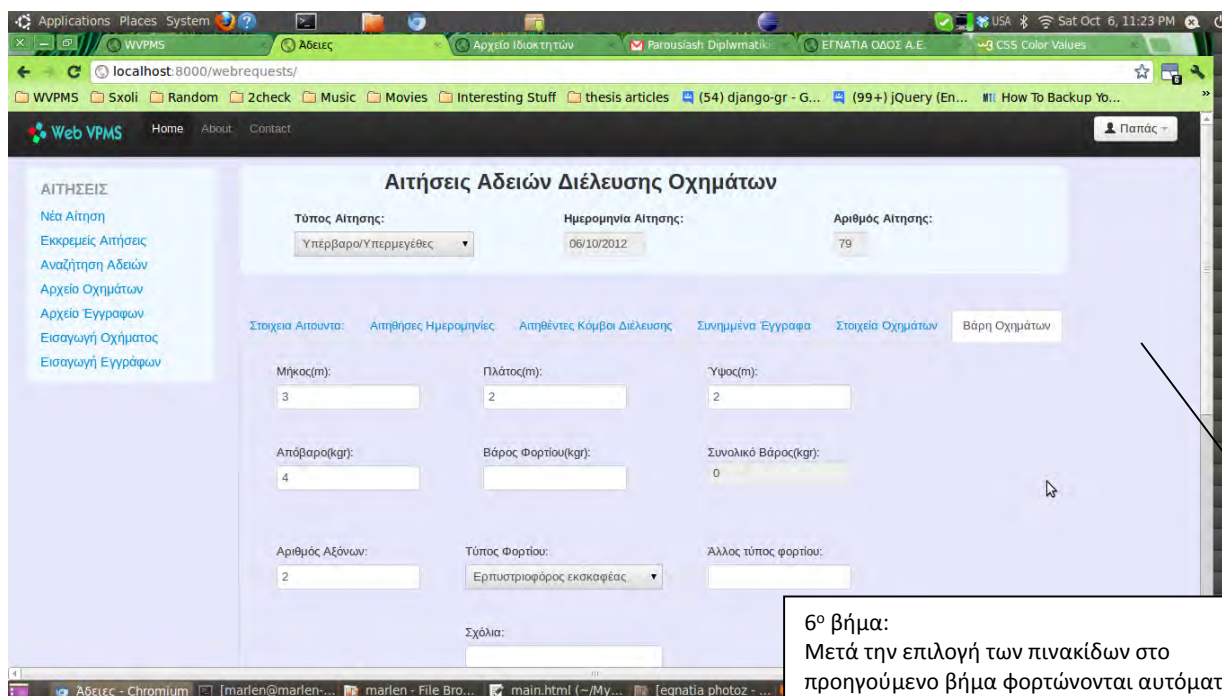 Applications Places System USA Sat Oct 6, 11:23 PM
WVPMS Άδειες Αρχείο Ιδιοκτητών Parousiash Diplwmatik ΕΓΝΑΤΙΑ ΟΔΟΣ Α.Ε. CSS Color Values
localhost:8000/webrequests/
WVPMS Sxoli Random 2check Music Movies Interesting Stuff thesis articles (54) django-gr - G... (99+) jQuery (En... How To Backup Yo... »
Web VPMS Home About Contact Παπάς
ΑΙΤΗΣΕΙΣ
Νέα Αίτηση
Εκκρεμείς Αιτήσεις
Αναζήτηση Αδειών
Αρχείο Οχημάτων
Αρχείο Έγγραφων
Εισαγωγή Οχήματος
Εισαγωγή Εγγράφων
Αιτήσεις Αδειών Διέλευσης Οχημάτων
Τύπος Αίτησης: Ημερομηνία Αίτησης: Αριθμός Αίτησης:
Υπέρβαρο/Υπερμεγέθες 06/10/2012 79
Στοιχεια Αιτουντα: Αιτηθήσες Ημερομηνίες Αιτηθέντες Κόμβοι Διέλευσης Συνημμένα Έγγραφα Στοιχεία Οχημάτων Βάρη Οχημάτων
Μήκος(m): Πλάτος(m): Ύψος(m):
3 2 2
Απόβαρο(kgr): Βάρος Φορτίου(kgr): Συνολικό Βάρος(kgr):
4 0
Αριθμός Αξόνων: Τύπος Φορτίου: Άλλος τύπος φορτίου:
2 Ερπυστριοφόρος εκσκαφέας
Σχόλια:
6ο βήμα:
Μετά την επιλογή των πινακίδων στο
προηγούμενο βήμα φορτώνονται αυτόματ
Άδειες - Chromium [marlen@marlen-... marlen - File Bro... main.html (~/My... [egnatia photoz - ...